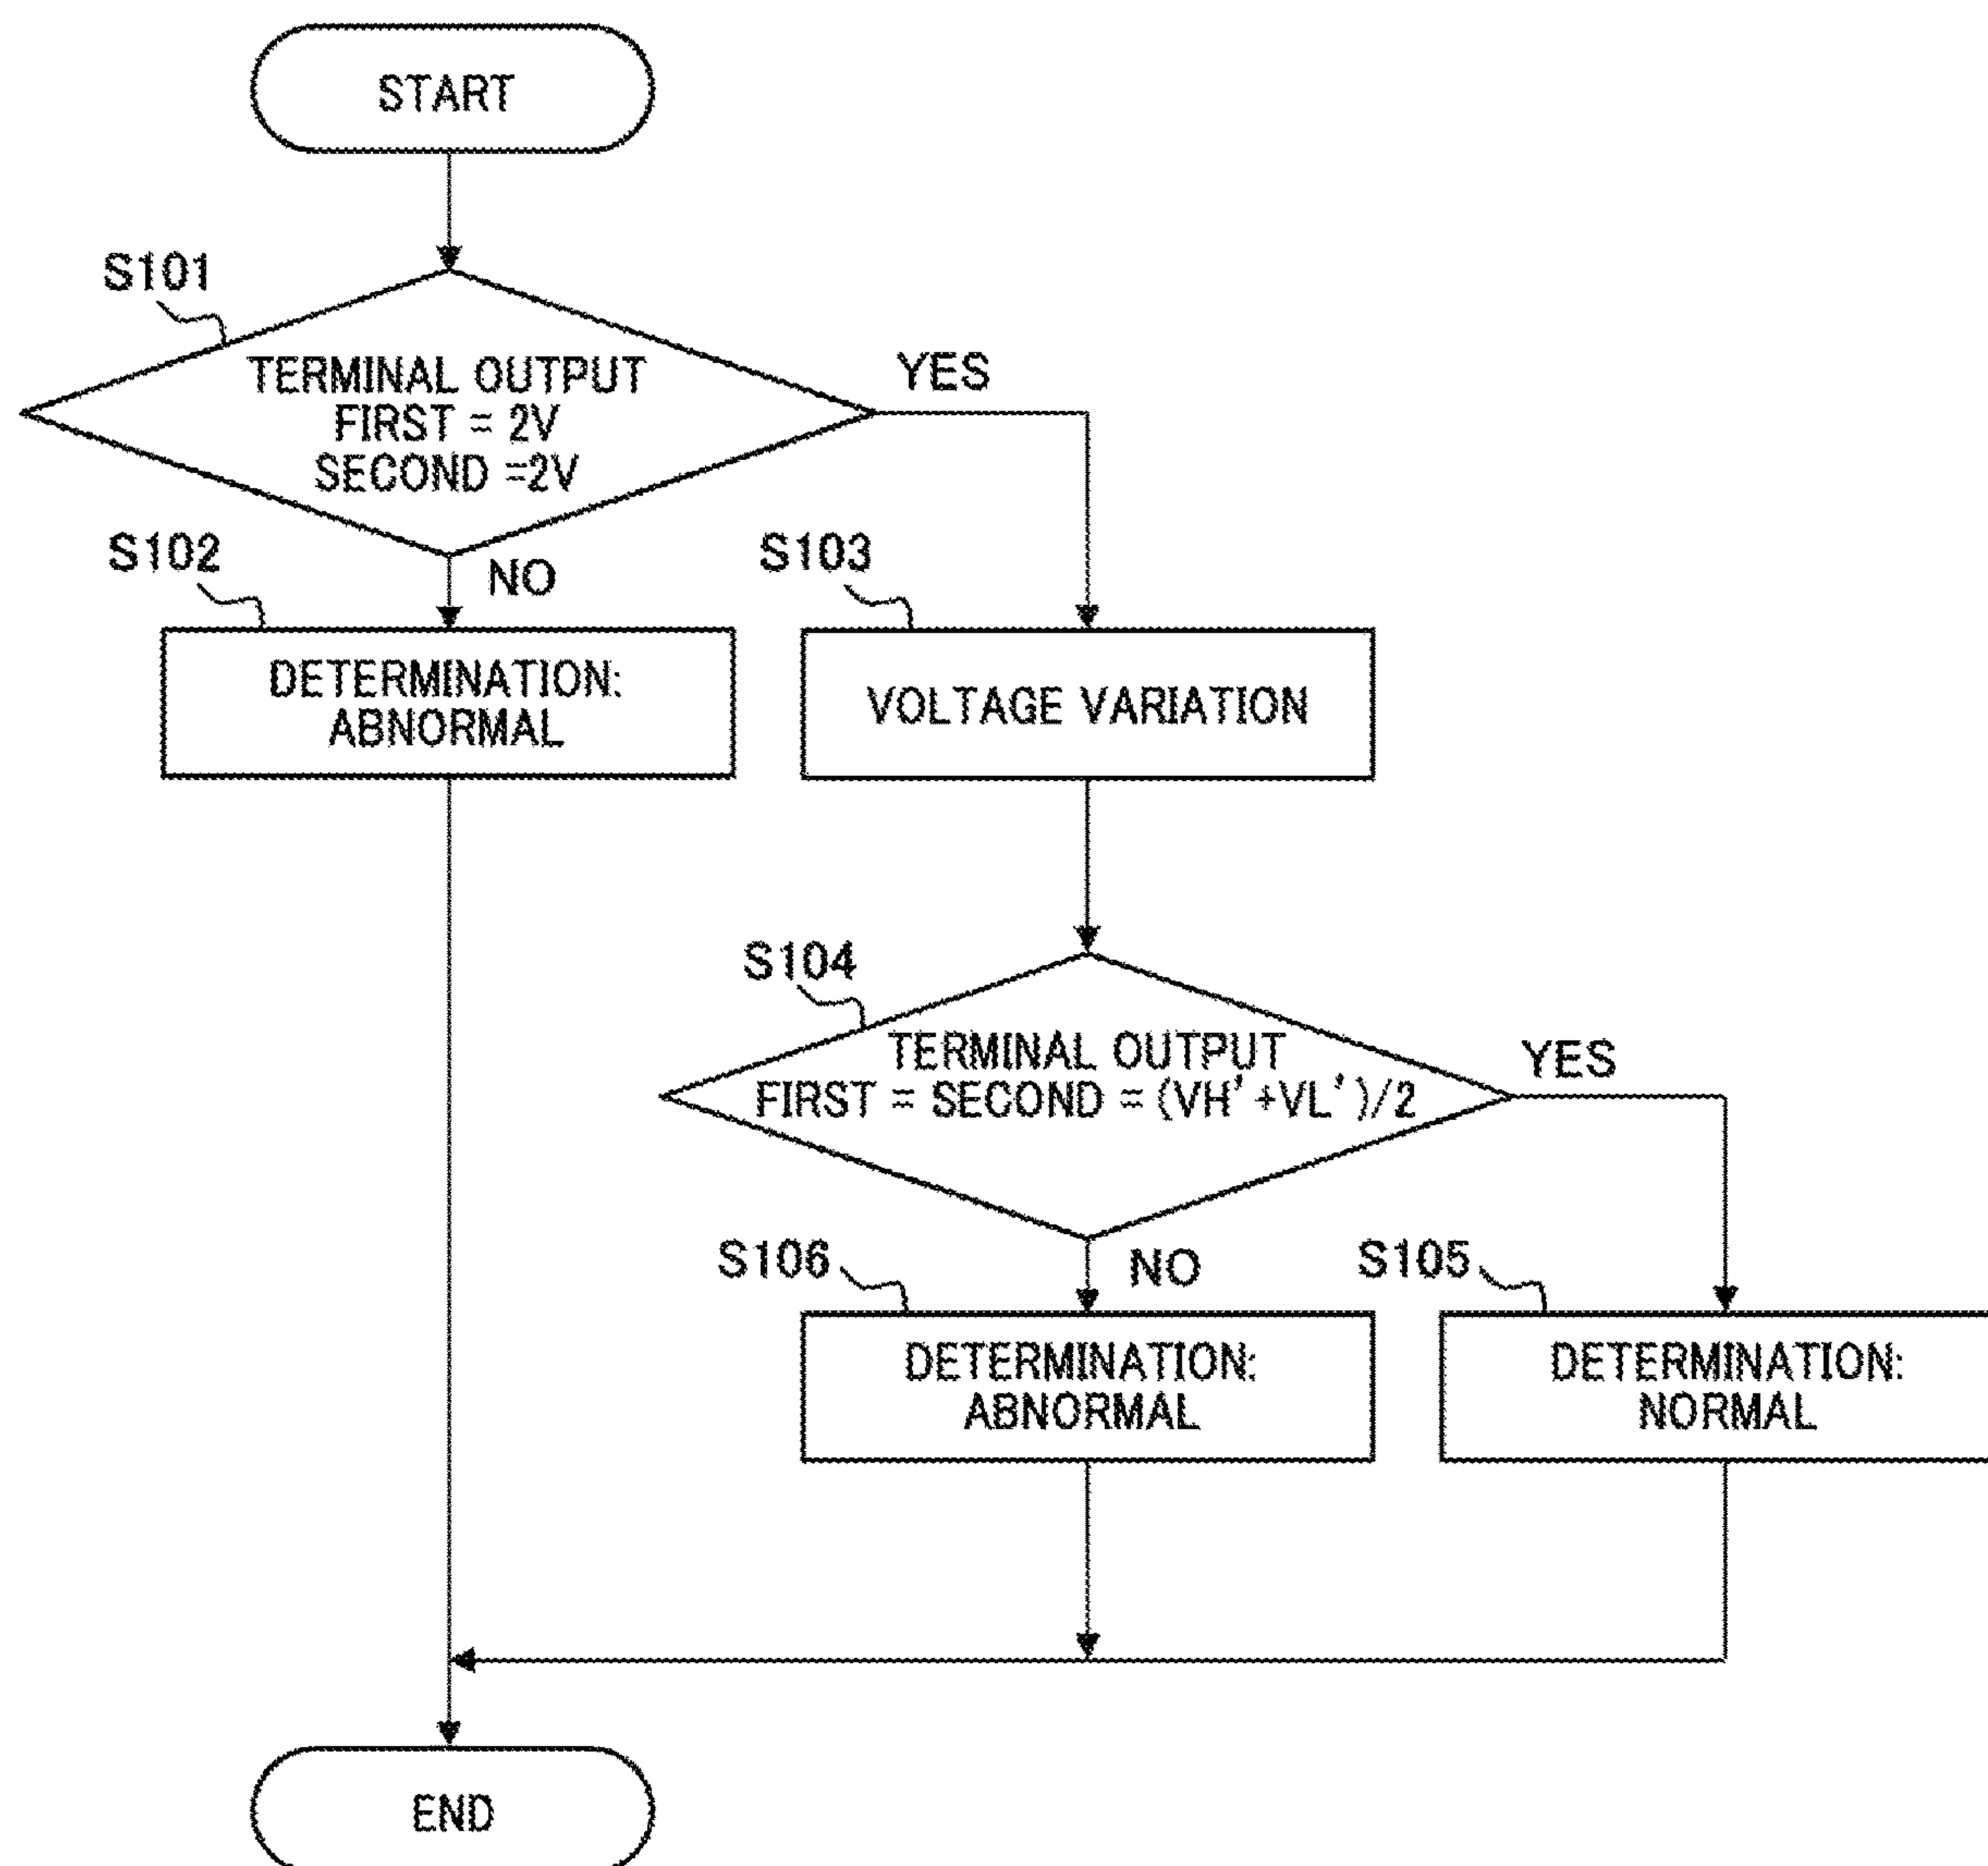 START
S101
TERMINAL OUTPUT
FIRST = 2V
SECOND =2V
YES
S102
NO
S103
DETERMINATION:
ABNORMAL
VOLTAGE VARIATION
S104
TERMINAL OUTPUT
FIRST = SECOND = (VH'+VL')/2
YES
S106
NO
S105
DETERMINATION:
ABNORMAL
DETERMINATION:
NORMAL
END